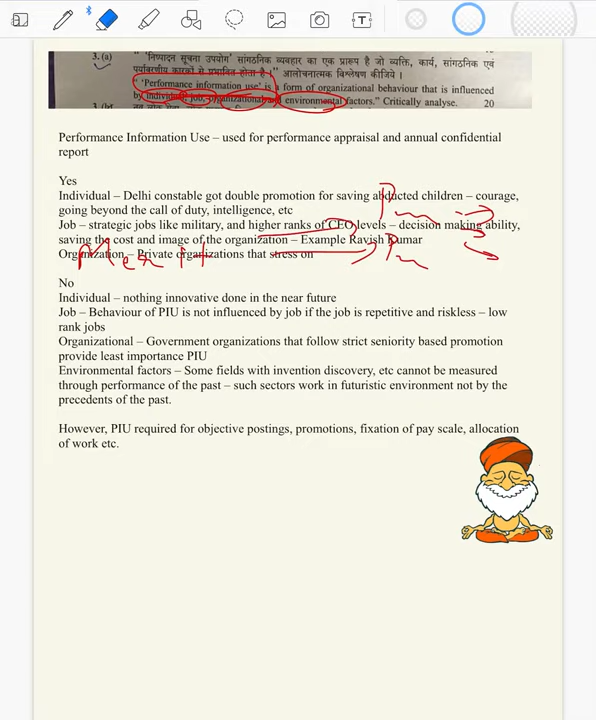 3.(a) " 'निष्पादन सूचना उपयोग' सांगठनिक व्यवहार का एक प्रारूप है जो व्यक्ति, कार्य, सांगठनिक एवं
पर्यावरणीय कारकों से प्रभावित होता है।" आलोचनात्मक विश्लेषण कीजिये।
" 'Performance information use' is a form of organizational behaviour that is influenced
by individual, job, organizational and environmental factors." Critically analyse. 20
Performance Information Use – used for performance appraisal and annual confidential
report
Yes
Individual – Delhi constable got double promotion for saving abducted children – courage,
going beyond the call of duty, intelligence, etc
Job – strategic jobs like military, and higher ranks of CEO levels – decision making ability,
saving the cost and image of the organization – Example Ravish Kumar
Organization – Private organizations that stress on
Merit
No
Individual – nothing innovative done in the near future
Job – Behaviour of PIU is not influenced by job if the job is repetitive and riskless – low
rank jobs
Organizational – Government organizations that follow strict seniority based promotion
provide least importance PIU
Environmental factors – Some fields with invention discovery, etc cannot be measured
through performance of the past – such sectors work in futuristic environment not by the
precedents of the past.
However, PIU required for objective postings, promotions, fixation of pay scale, allocation
of work etc.